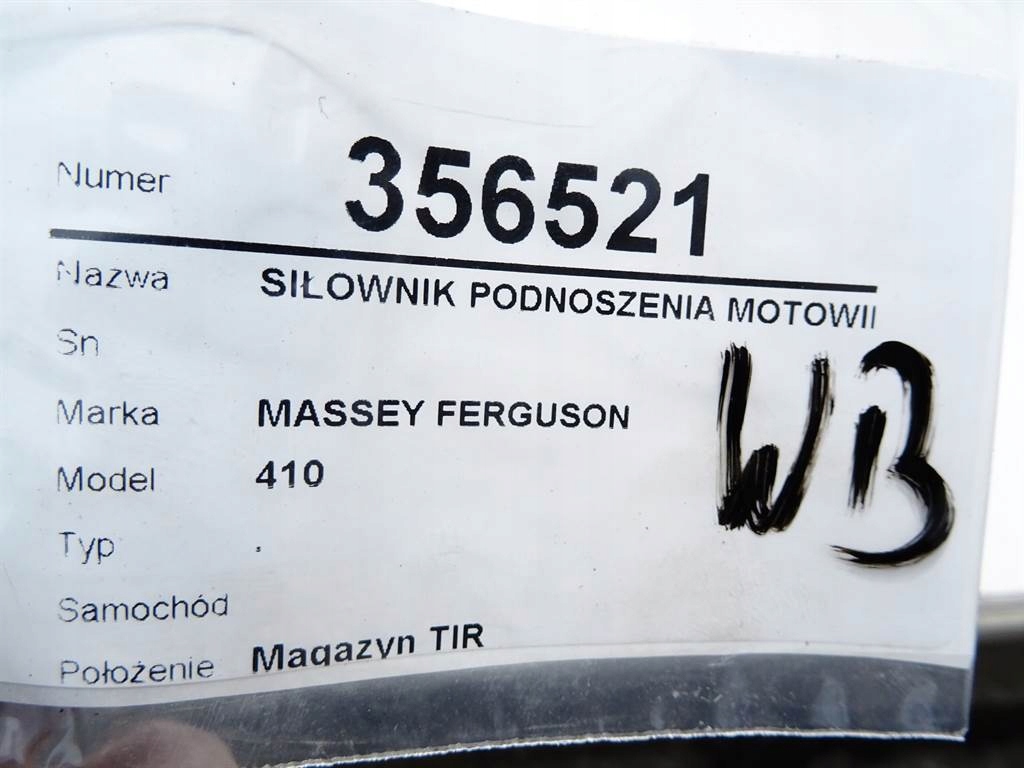 Numer 356521
Nazwa SIŁOWNIK PODNOSZENIA MOTOWII
Sn
Marka MASSEY FERGUSON
WB
Model 410
Typ .
Samochód
Położenie Magazyn TIR